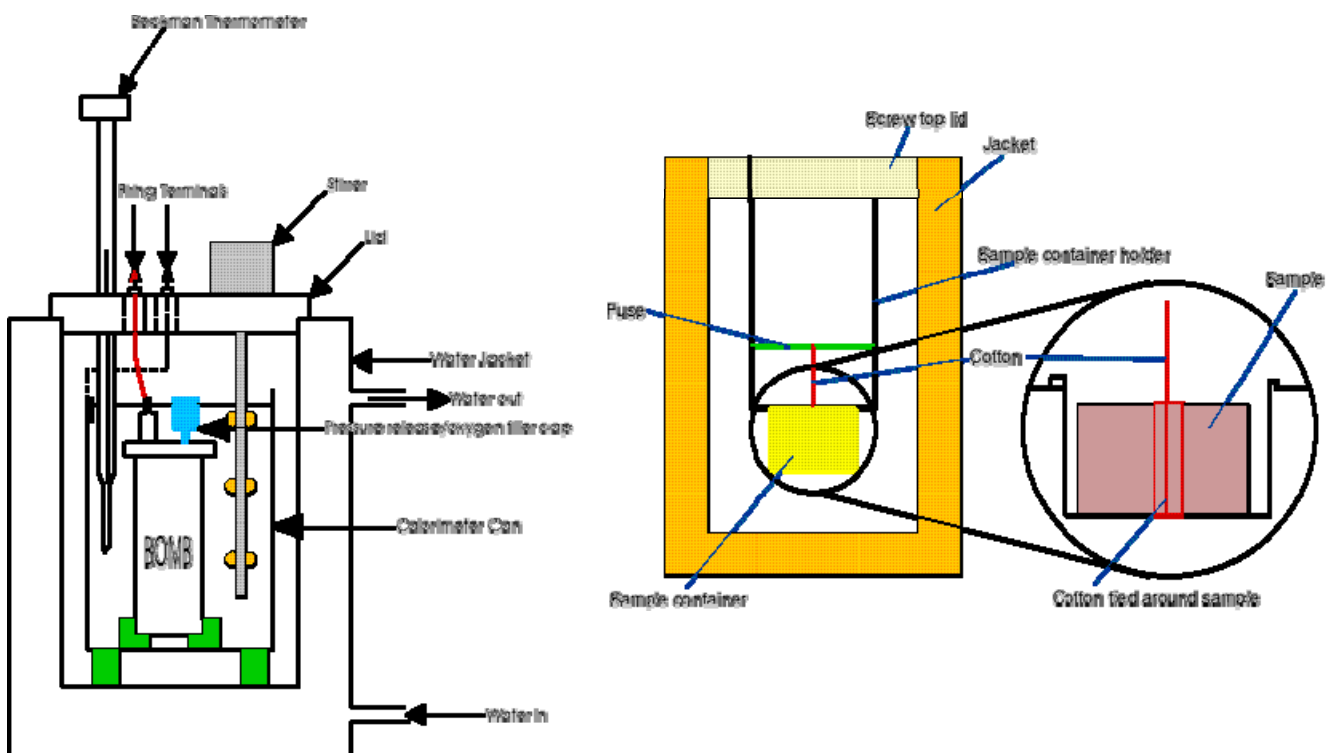 Beckman Thermometer
Firing Terminals
Stirrer
Lid
Water Jacket
Water out
Pressure release/oxygen filler cap
BOMB
Calorimeter Can
Water In
Screw top lid
Jacket
Sample container holder
Sample
Fuse
Cotton
Sample container
Cotton tied around sample